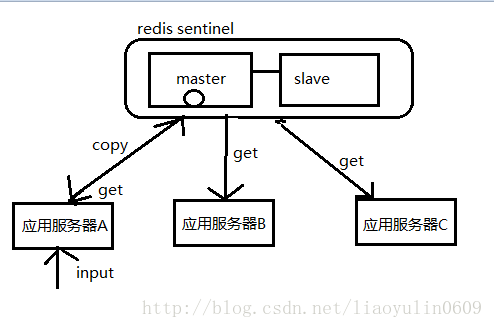 redis sentinel
master
slave
copy
get
get
get
应用服务器A
应用服务器B
应用服务器C
input
http://blog.csdn.net/liaoyulin0609